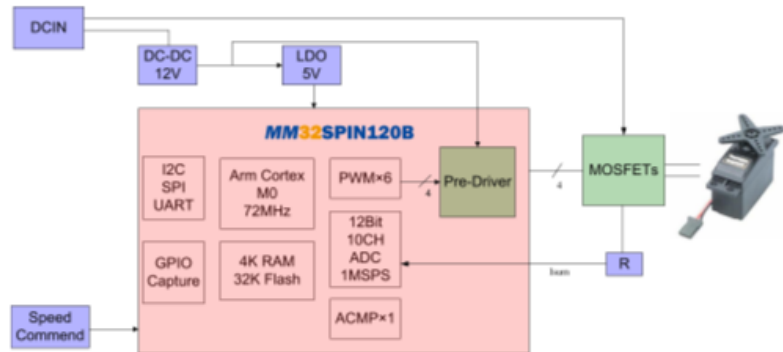 DCIN
DC-DC
12V
LDO
5V
MM32SPIN120B
I2C
SPI
UART
Arm Cortex
M0
72MHz
PWM×6
4
Pre-Driver
4
MOSFETs
GPIO
Capture
4K RAM
32K Flash
12Bit
10CH
ADC
1MSPS
Isum
R
ACMP×1
Speed
Commend